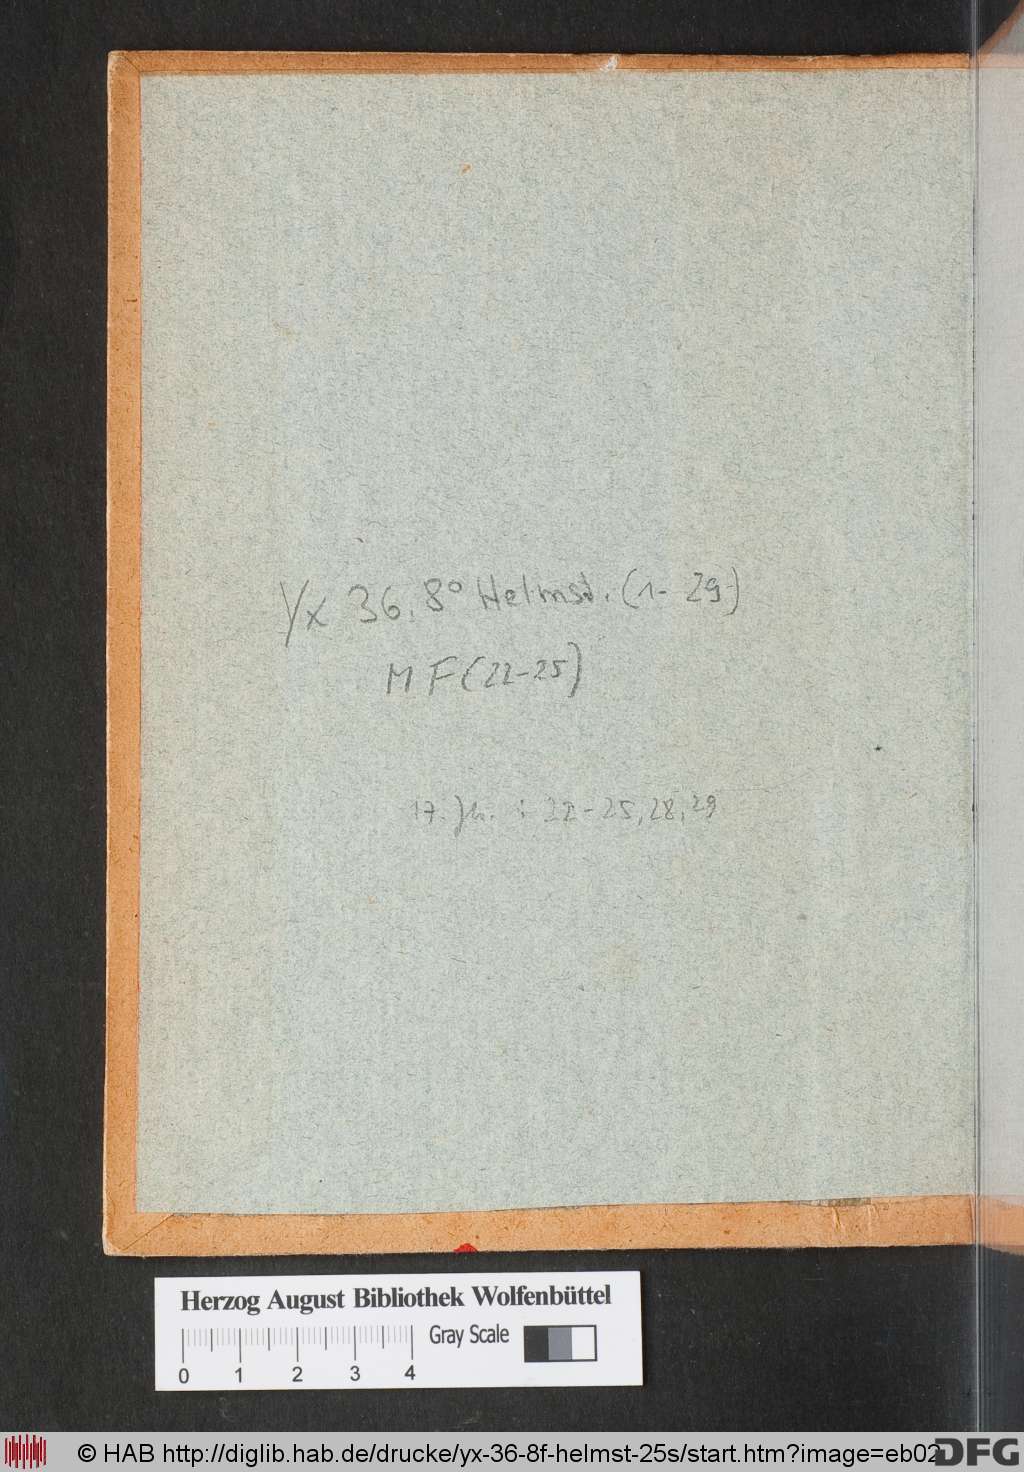 Yx 36.8° Helmst. (1-29)
MF (22-25)
17. Jh. : 22-25, 28, 29
Herzog August Bibliothek Wolfenbüttel
Gray Scale
0 1 2 3 4
© HAB http://diglib.hab.de/drucke/yx-36-8f-helmst-25s/start.htm?image=eb02
DFG